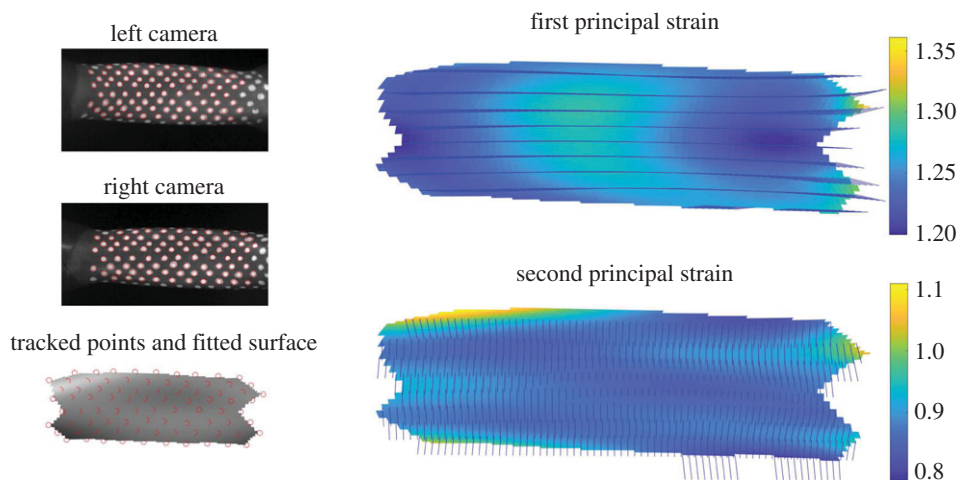 left camera
right camera
tracked points and fitted surface
first principal strain
1.35
1.30
1.25
1.20
second principal strain
1.1
1.0
0.9
0.8